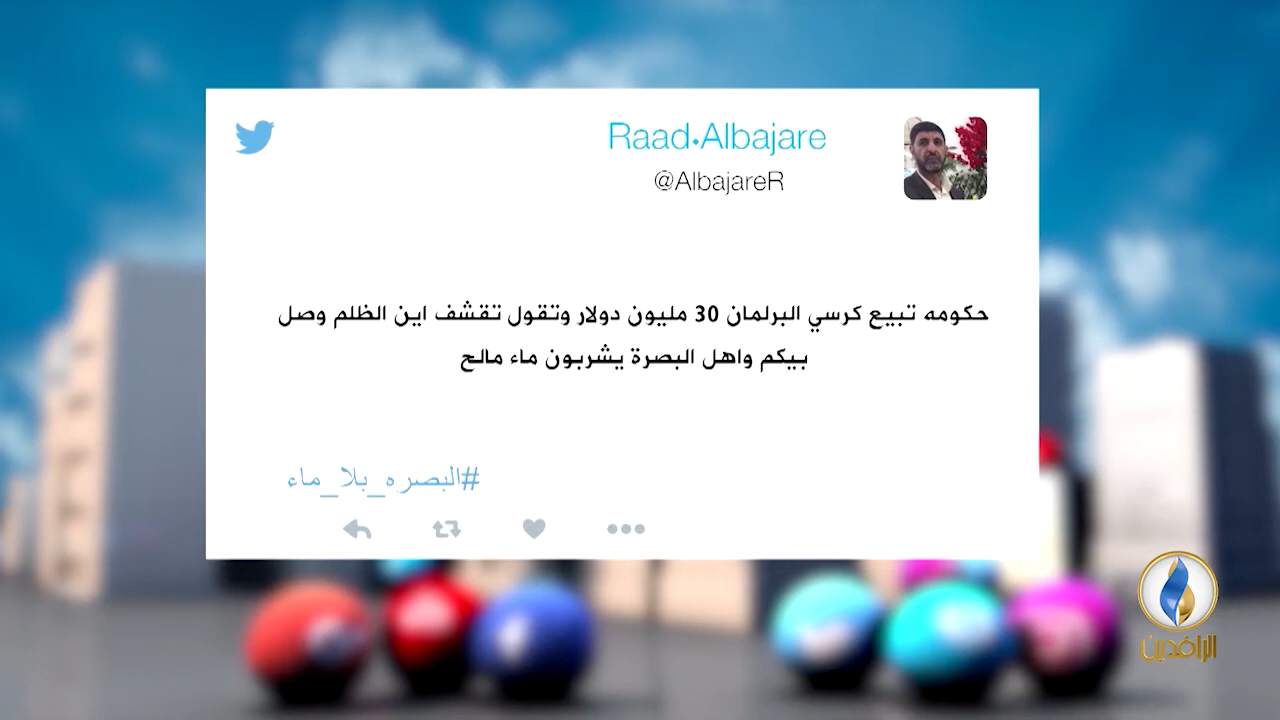 Raad.Albajare
@AlbajareR
حكومه تبيع كرسي البرلمان 30 مليون دولار وتقول تقشف اين الظلم وصل
بيكم واهل البصرة يشربون ماء مالح
#البصره_بلا_ماء
الرافدين